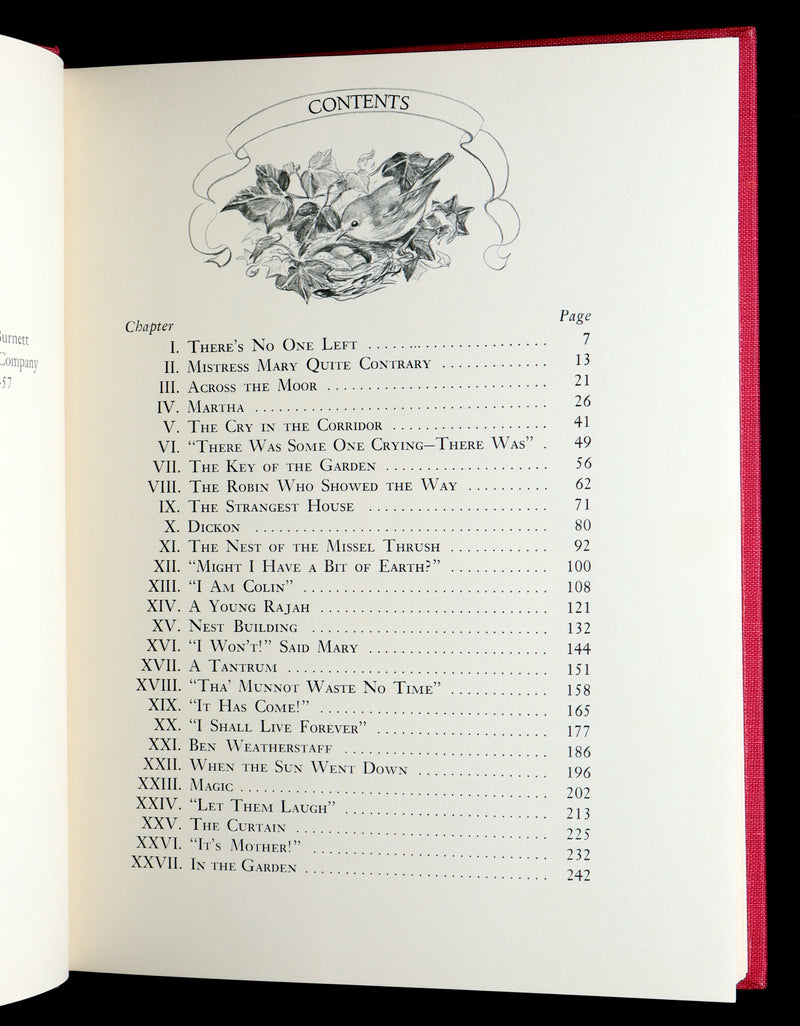 Burnett
Company
57
CONTENTS
Chapter Page
I. There's No One Left ................................ 7
II. Mistress Mary Quite Contrary ............. 13
III. Across the Moor ............................ 21
IV. Martha .................................... 26
V. The Cry in the Corridor .................... 41
VI. “There Was Some One Crying—There Was” . 49
VII. The Key of the Garden ..................... 56
VIII. The Robin Who Showed the Way .......... 62
IX. The Strangest House ....................... 71
X. Dickon ..................................... 80
XI. The Nest of the Missel Thrush ............ 92
XII. “Might I Have a Bit of Earth?” ............ 100
XIII. “I Am Colin” ............................... 108
XIV. A Young Rajah ............................. 121
XV. Nest Building .............................. 132
XVI. “I Won't!” Said Mary ....................... 144
XVII. A Tantrum ................................. 151
XVIII. “Tha' Munnot Waste No Time” ............ 158
XIX. “It Has Come!” ............................. 165
XX. “I Shall Live Forever” ...................... 177
XXI. Ben Weatherstaff .......................... 186
XXII. When the Sun Went Down ................ 196
XXIII. Magic ...................................... 202
XXIV. “Let Them Laugh” ......................... 213
XXV. The Curtain ............................... 225
XXVI. “It's Mother!” .............................. 232
XXVII. In the Garden .............................. 242